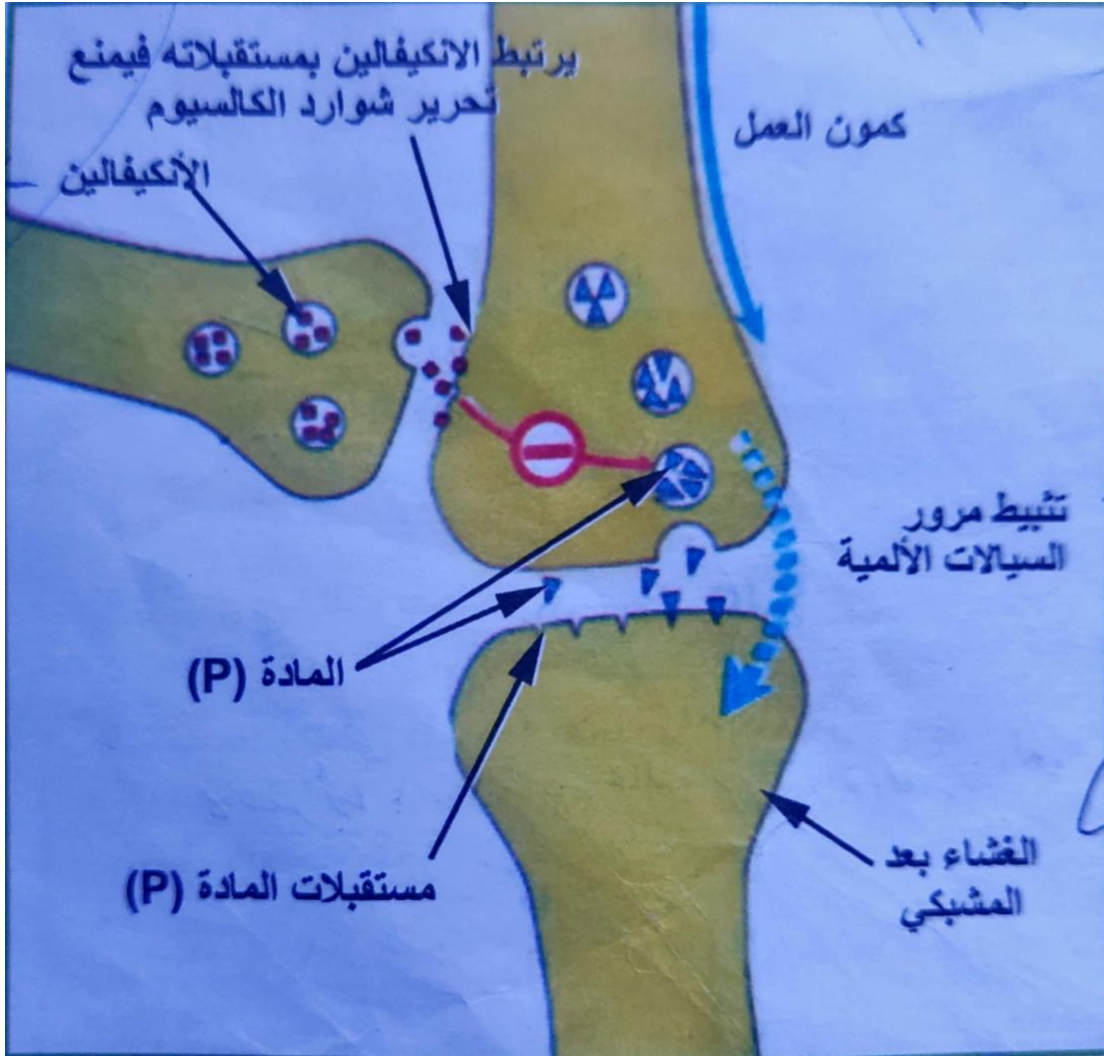 يرتبط الانكيفالين بمستقبلاته فيمنع
تحرير شوارد الكالسيوم
الأنكيفالين
كمون العمل
تثبيط مرور
السيالات الألمية
المادة (P)
مستقبلات المادة (P)
الغشاء بعد
المشبكي